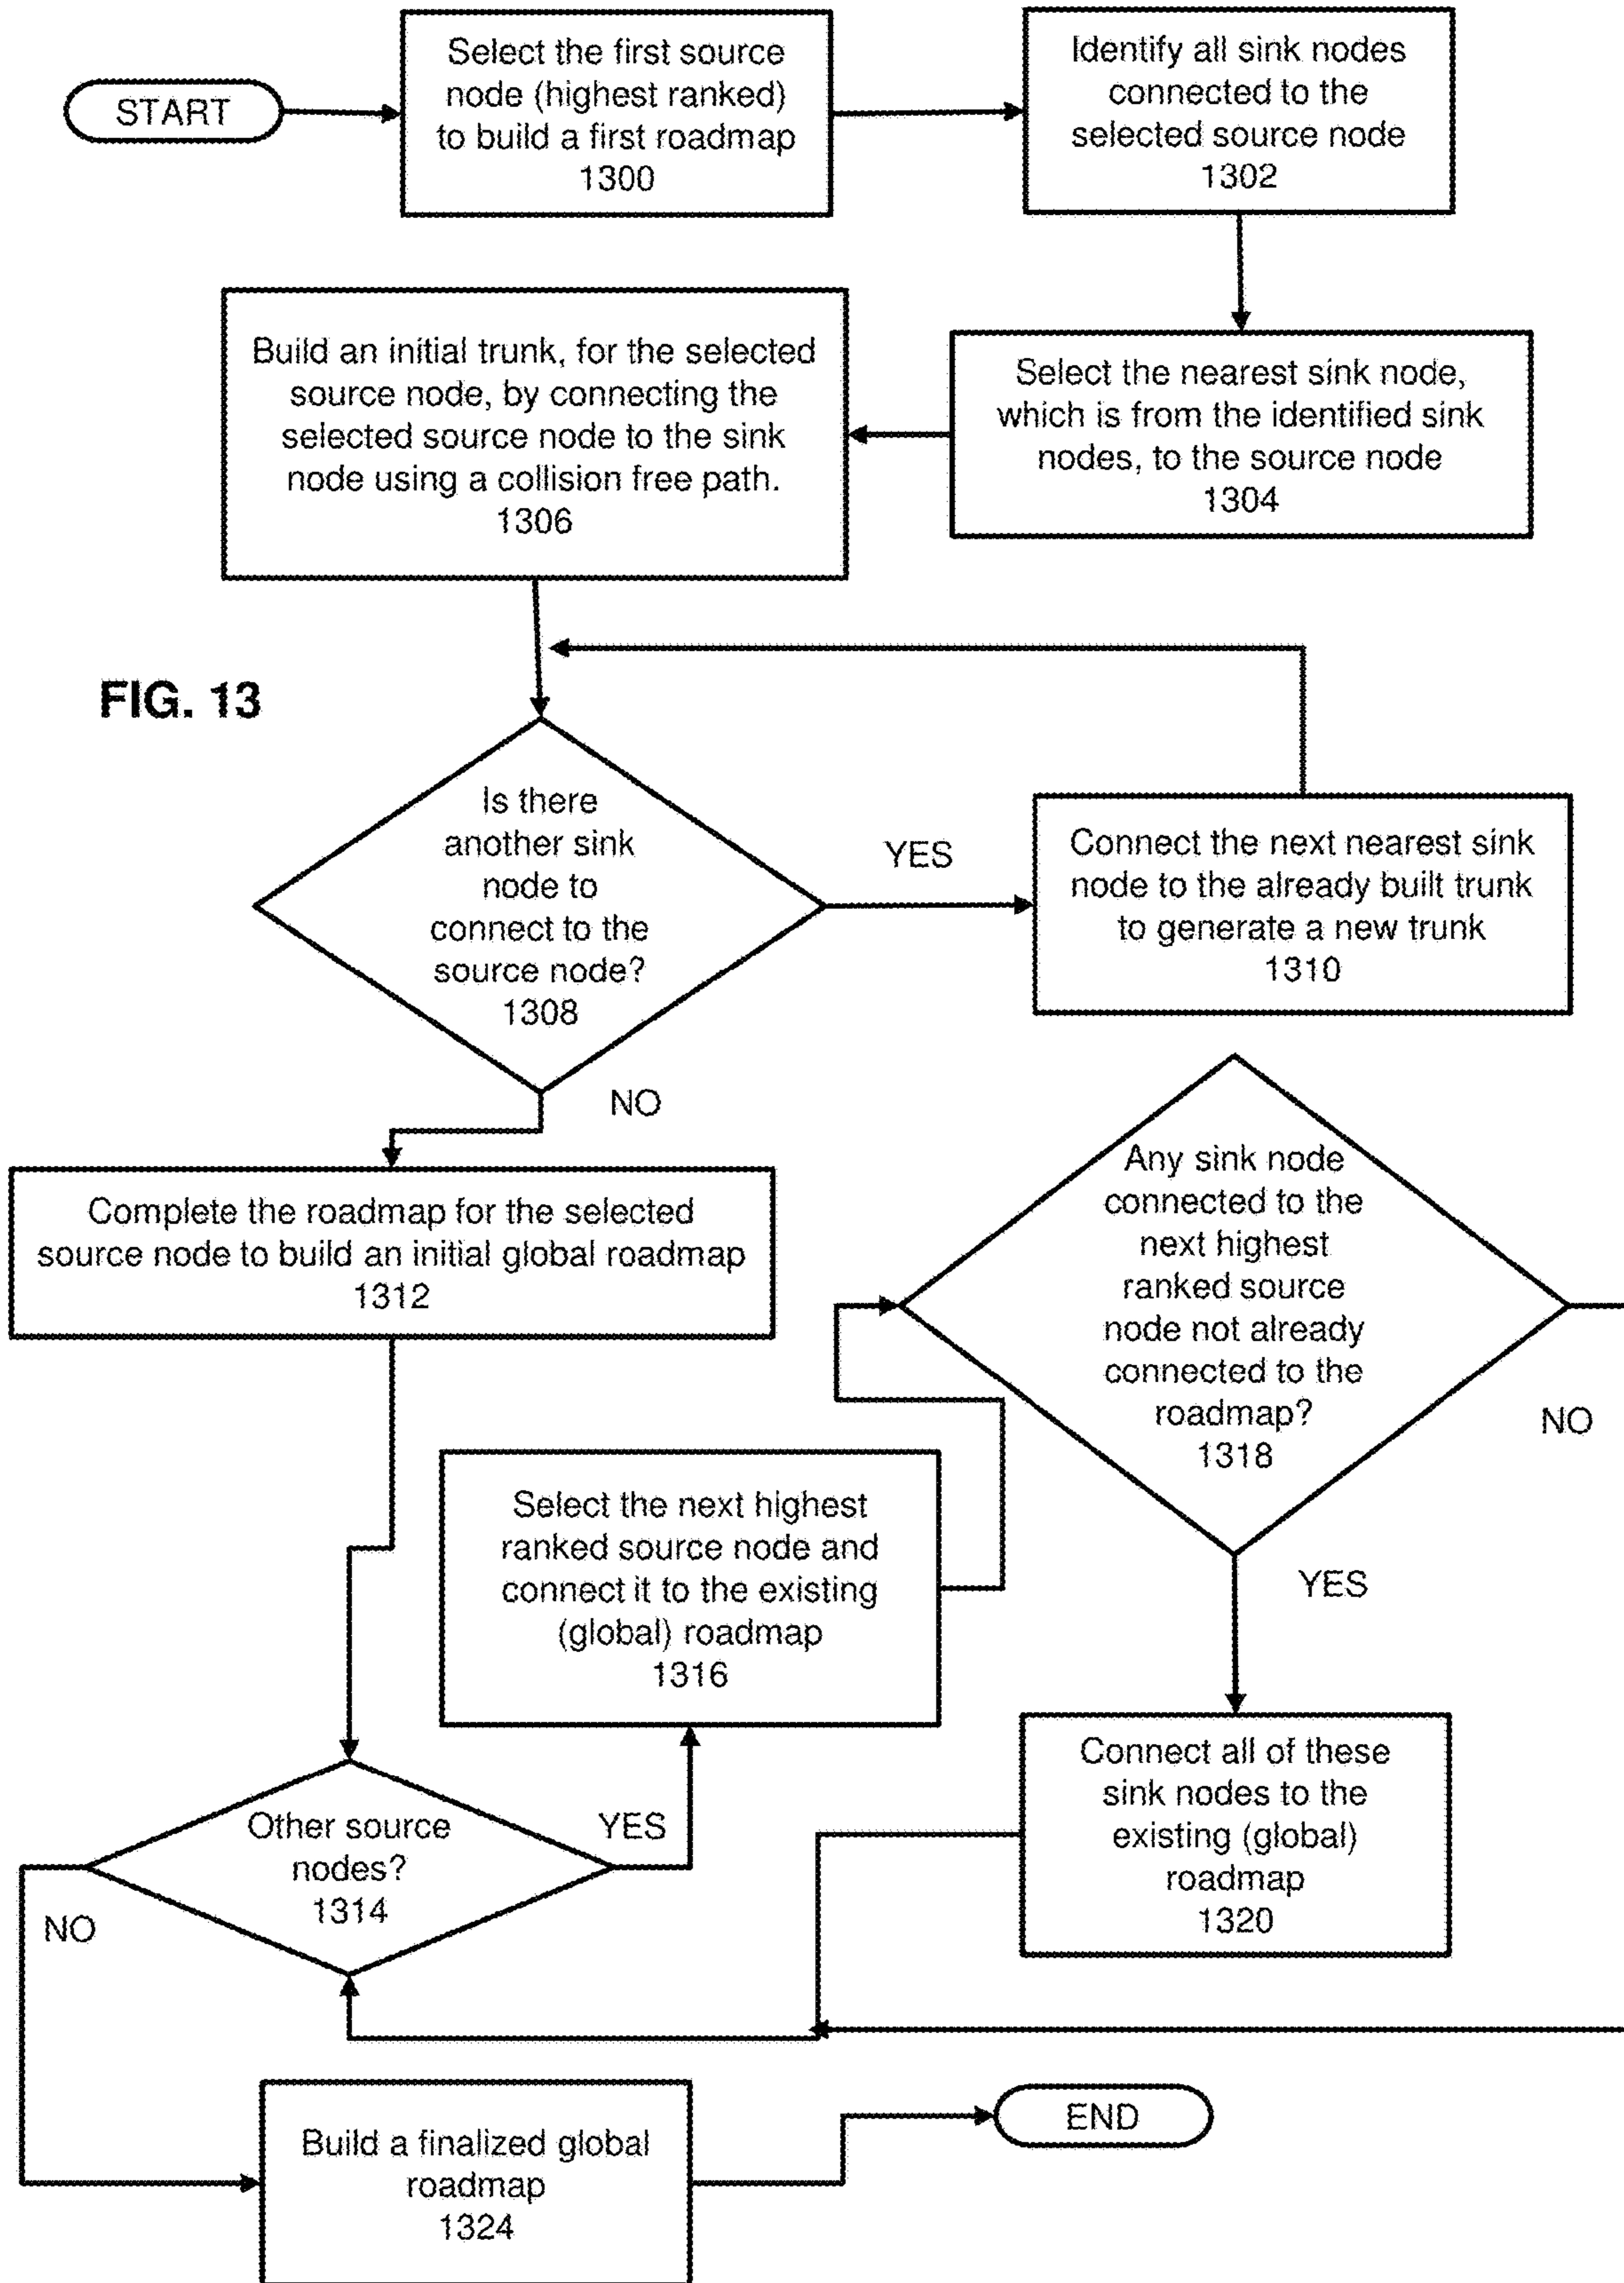 START
Select the first source
node (highest ranked)
to build a first roadmap
1300
Identify all sink nodes
connected to the
selected source node
1302
Build an initial trunk, for the selected
source node, by connecting the
selected source node to the sink
node using a collision free path.
1306
Select the nearest sink node,
which is from the identified sink
nodes, to the source node
1304
FIG. 13
Is there
another sink
node to
connect to the
source node?
1308
YES
Connect the next nearest sink
node to the already built trunk
to generate a new trunk
1310
NO
Complete the roadmap for the selected
source node to build an initial global roadmap
1312
Any sink node
connected to the
next highest
ranked source
node not already
connected to the
roadmap?
1318
NO
Select the next highest
ranked source node and
connect it to the existing
(global) roadmap
1316
YES
Other source
nodes?
1314
YES
NO
Connect all of these
sink nodes to the
existing (global)
roadmap
1320
Build a finalized global
roadmap
1324
END